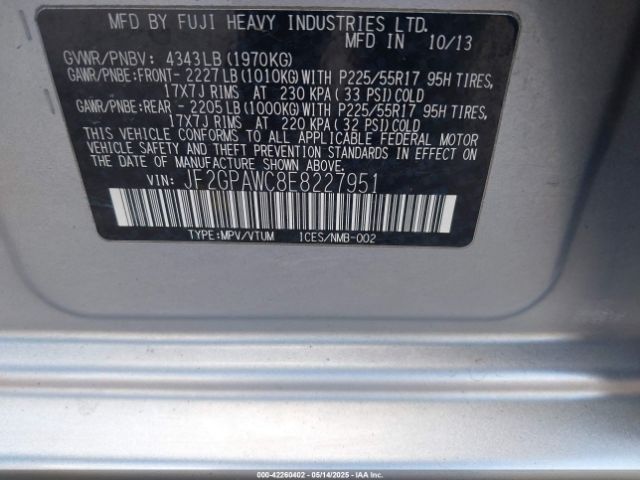 MFD BY FUJI HEAVY INDUSTRIES LTD.
MFD IN 10/13
GVWR/PNBV: 4343LB(1970KG)
GAWR/PNBE:FRONT- 2227LB(1010KG)WITH P225/55R17 95H TIRES,
17X7J RIMS AT 230 KPA(33 PSI)COLD
GAWR/PNBE:REAR - 2205LB(1000KG)WITH P225/55R17 95H TIRES,
17X7J RIMS AT 220 KPA(32 PSI)COLD
THIS VEHICLE CONFORMS TO ALL APPLICABLE FEDERAL MOTOR
VEHICLE SAFETY AND THEFT PREVENTION STANDARDS IN EFFECT ON
THE DATE OF MANUFACTURE SHOWN ABOVE.
VIN: JF2GPAWC8E8227951
TYPE:MPV/VTUM ICES/NMB-002
000-42260402 - 05/14/2025 - IAAC